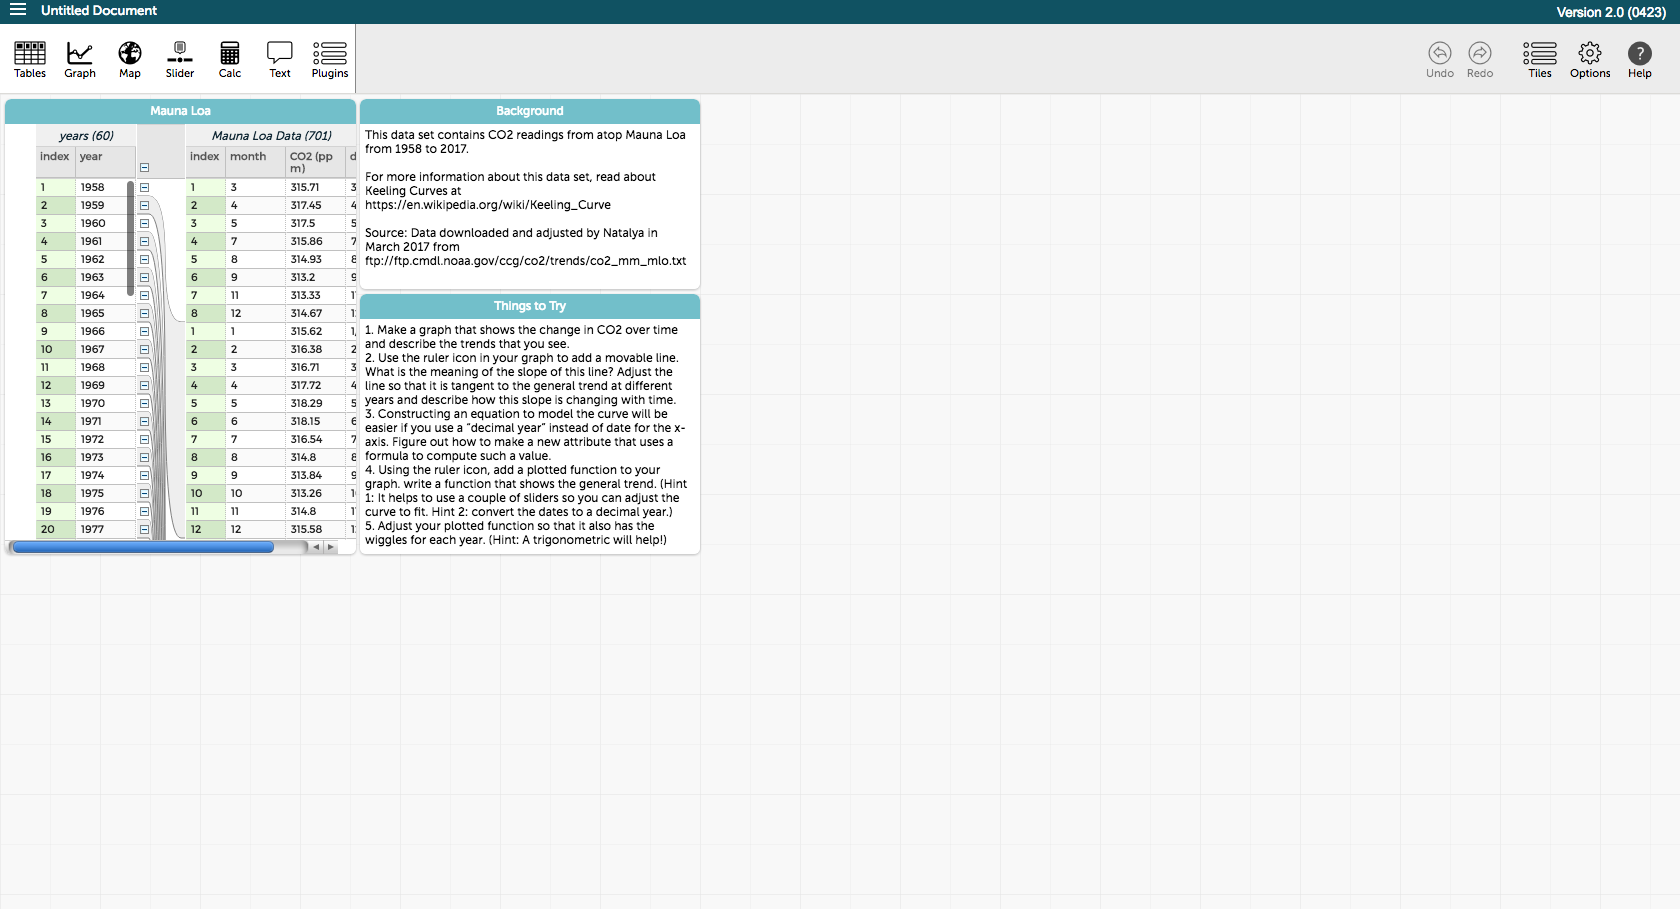 Untitled Document
Version 2.0 (0423)
Tables Graph Map Slider Calc Text Plugins
Undo Redo Tiles Options Help
Mauna Loa
years (60) Mauna Loa Data (701)
index year index month CO2 (pp
m) d
1 1958 1 3 315.71 3
2 1959 2 4 317.45 4
3 1960 3 5 317.5 5
4 1961 4 7 315.86 7
5 1962 5 8 314.93 8
6 1963 6 9 313.2 9
7 1964 7 11 313.33 1
8 1965 8 12 314.67 1
9 1966 1 1 315.62 1,
10 1967 2 2 316.38 2
11 1968 3 3 316.71 3
12 1969 4 4 317.72 4
13 1970 5 5 318.29 5
14 1971 6 6 318.15 6
15 1972 7 7 316.54 7
16 1973 8 8 314.8 8
17 1974 9 9 313.84 9
18 1975 10 10 313.26 1
19 1976 11 11 314.8 1
20 1977 12 12 315.58 1
Background
This data set contains CO2 readings from atop Mauna Loa
from 1958 to 2017.
For more information about this data set, read about
Keeling Curves at
https://en.wikipedia.org/wiki/Keeling_Curve
Source: Data downloaded and adjusted by Natalya in
March 2017 from
ftp://ftp.cmdl.noaa.gov/ccg/co2/trends/co2_mm_mlo.txt
Things to Try
1. Make a graph that shows the change in CO2 over time
and describe the trends that you see.
2. Use the ruler icon in your graph to add a movable line.
What is the meaning of the slope of this line? Adjust the
line so that it is tangent to the general trend at different
years and describe how this slope is changing with time.
3. Constructing an equation to model the curve will be
easier if you use a “decimal year” instead of date for the x-
axis. Figure out how to make a new attribute that uses a
formula to compute such a value.
4. Using the ruler icon, add a plotted function to your
graph. write a function that shows the general trend. (Hint
1: It helps to use a couple of sliders so you can adjust the
curve to fit. Hint 2: convert the dates to a decimal year.)
5. Adjust your plotted function so that it also has the
wiggles for each year. (Hint: A trigonometric will help!)